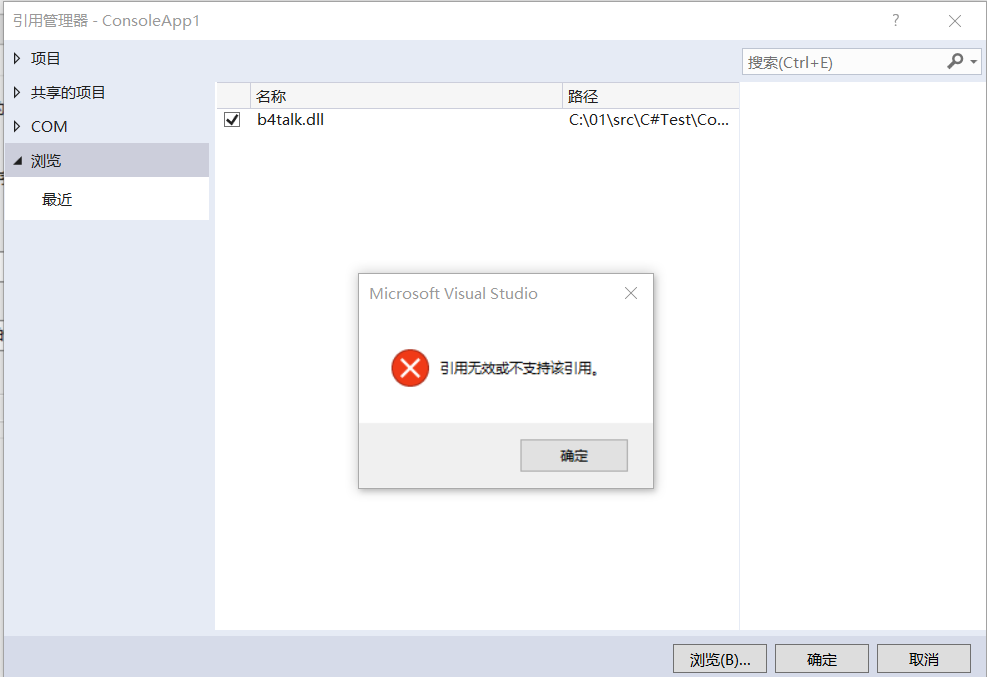 引用管理器 - ConsoleApp1
?
项目
共享的项目
COM
浏览
最近
搜索(Ctrl+E)
名称 路径
b4talk.dll C:\01\src\C#Test\Co...
Microsoft Visual Studio
引用无效或不支持该引用。
确定
浏览(B)... 确定 取消